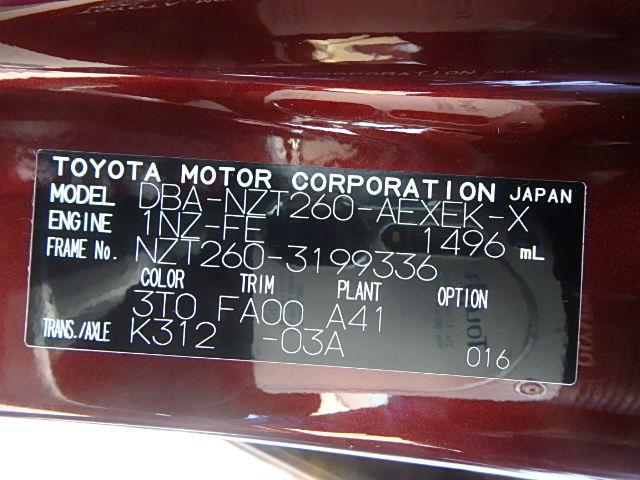 TOYOTA MOTOR CORPORATION JAPAN
MODEL DBA-NZT260-AEXEK-X
ENGINE 1NZ-FE 1496 mL
FRAME No. NZT260-3199336
COLOR TRIM PLANT OPTION
3T0 FA00 A41
TRANS./AXLE K312 -03A
016